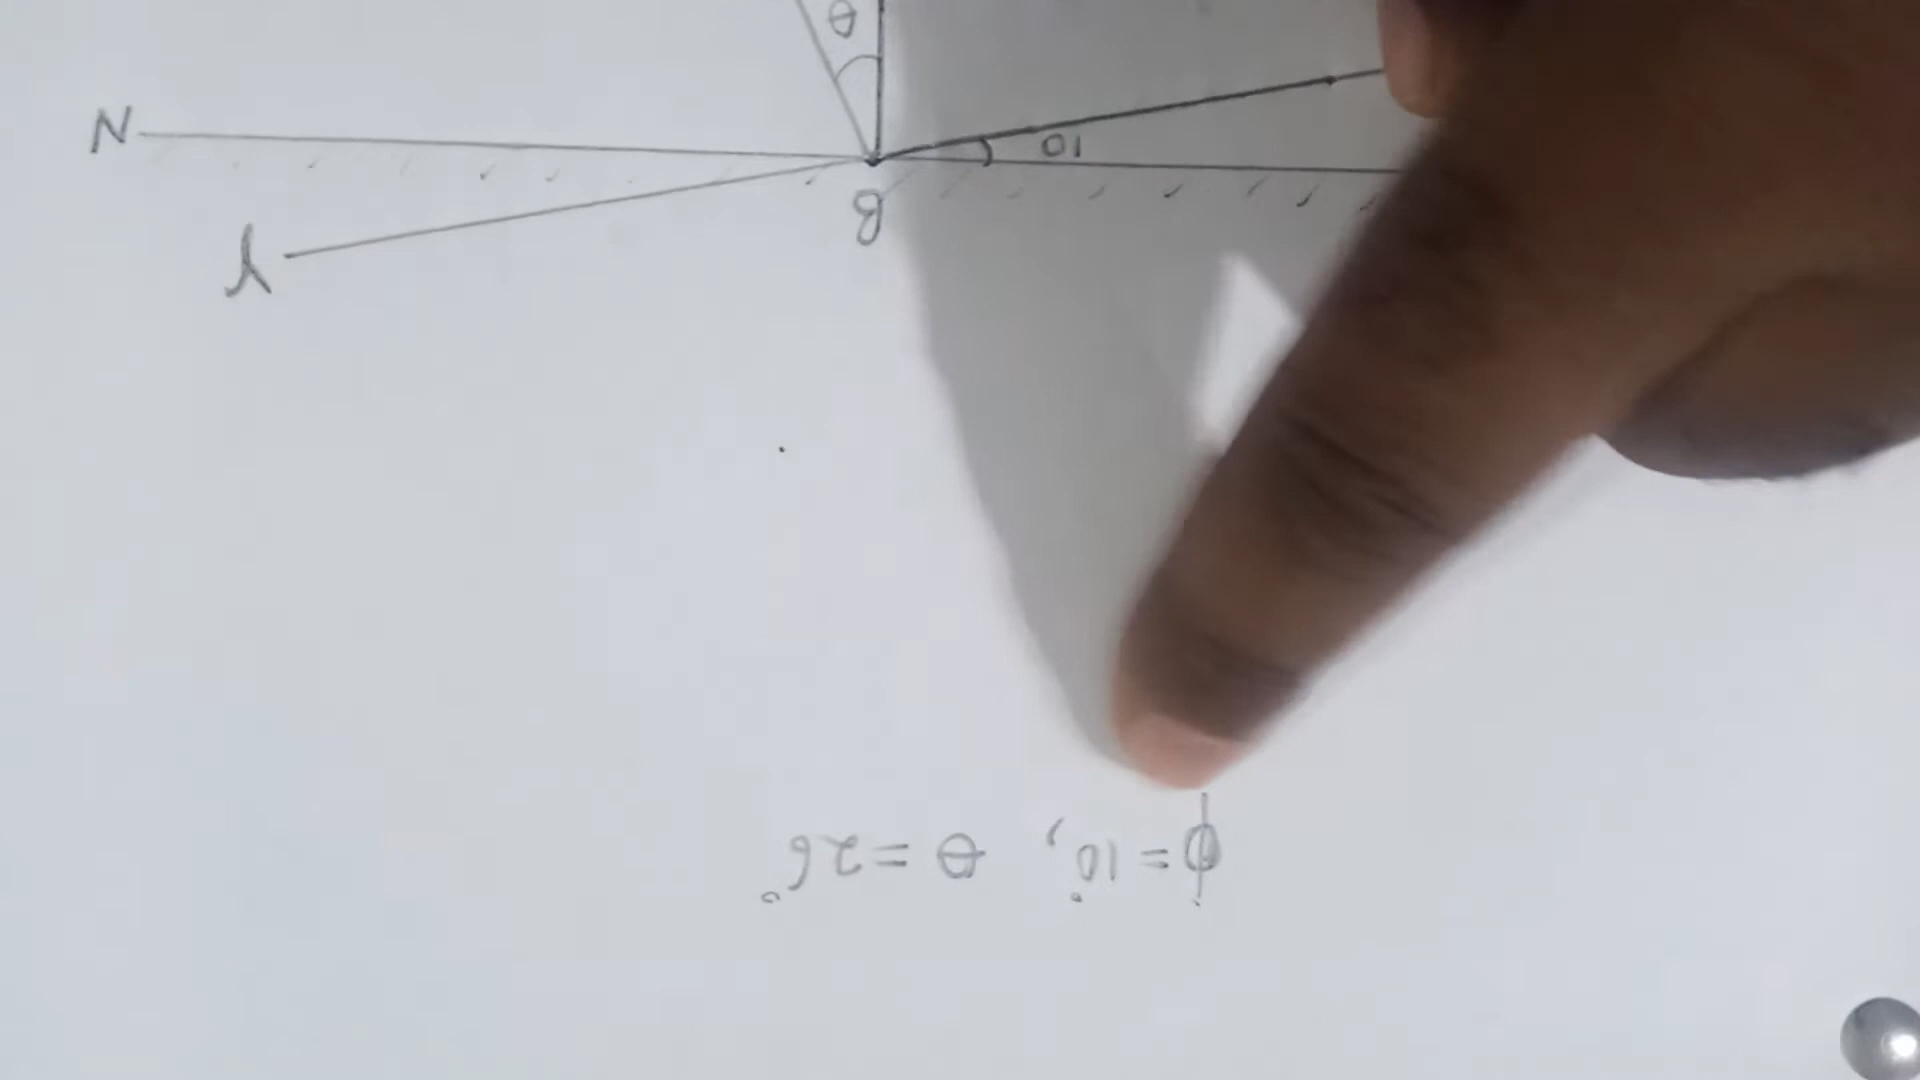 ϕ = 10°, θ = 26°
B
Y
10
N
θ